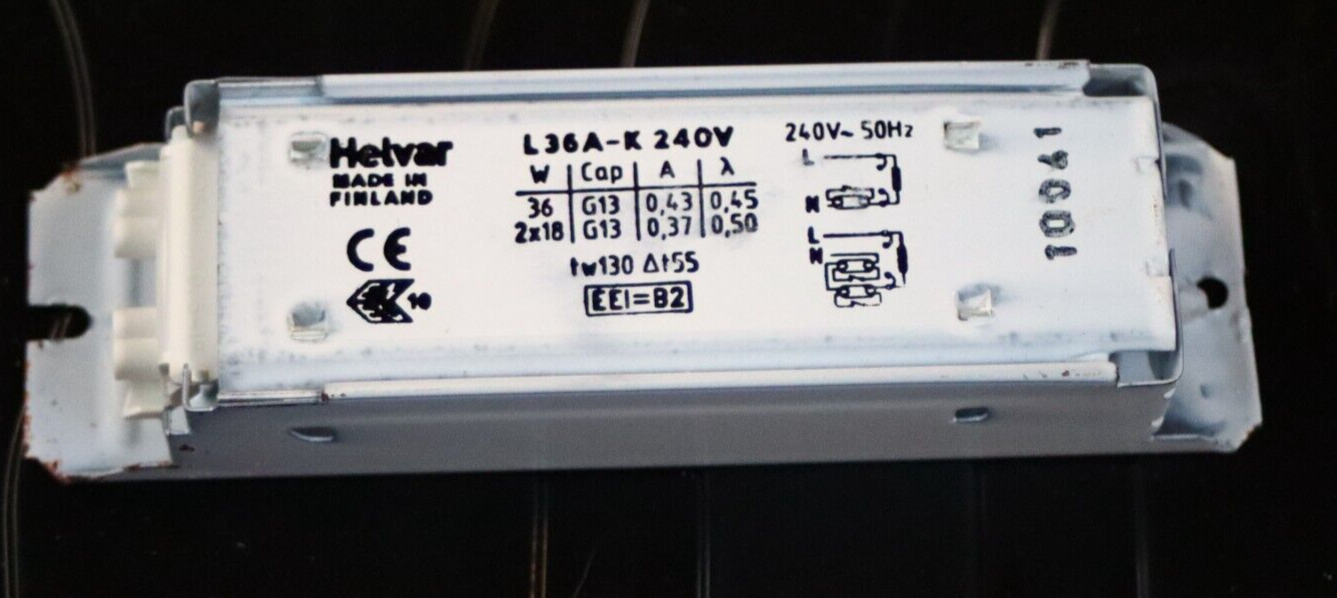 Helvar
MADE IN
FINLAND
CE
10
L36A-K 240V
W Cap A λ
36 G13 0,43 0,45
2x18 G13 0,37 0,50
tw130 Δt55
EEI=B2
240V~ 50Hz
L
N
L
N